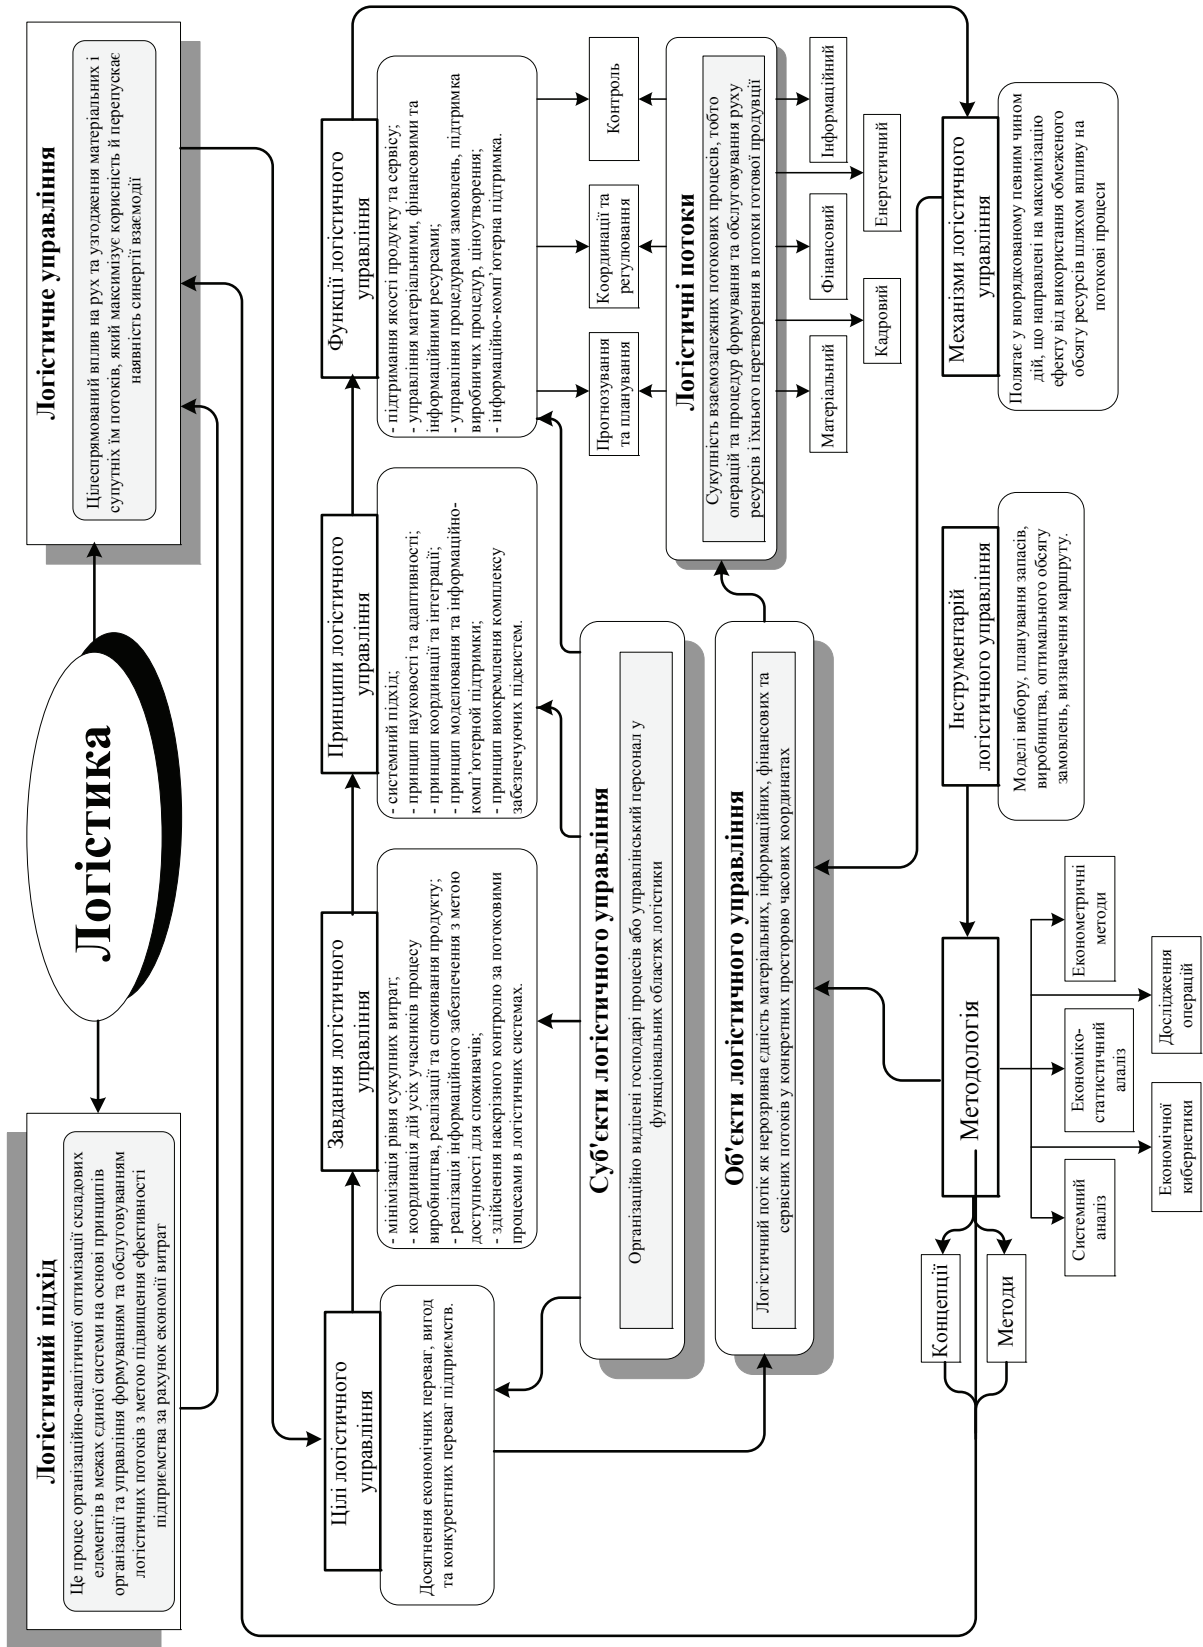 Логістика
Логістичний підхід
Це процес організаційно-аналітичної оптимізації складових
елементів в межах єдиної системи на основі принципів
організації та управління формуванням та обслуговуванням
логістичних потоків з метою підвищення ефективності
підприємства за рахунок економії витрат
Логістичне управління
Цілеспрямований вплив на рух та узгодження матеріальних і
супутніх їм потоків, який максимізує корисність й перепускає
наявність синергії взаємодії
Цілі логістичного
управління
Досягнення економічних переваг, вигод
та конкурентних переваг підприємств.
Завдання логістичного
управління
- мінімізація рівня сукупних витрат;
- координація дій усіх учасників процесу
виробництва, реалізації та споживання продукту;
- реалізація інформаційного забезпечення з метою
доступності для споживачів;
- здійснення наскрізного контролю за потоковими
процесами в логістичних системах.
Принципи логістичного
управління
- системний підхід;
- принцип науковості та адаптивності;
- принцип координації та інтеграції;
- принцип моделювання та інформаційно-
комп’ютерної підтримки;
- принцип виокремлення комплексу
забезпечуючих підсистем.
Функції логістичного
управління
- підтримання якості продукту та сервісу;
- управління матеріальними, фінансовими та
інформаційними ресурсами;
- управління процедурами замовлень, підтримка
виробничих процедур, ціноутворення;
- інформаційно-комп’ютерна підтримка.
Суб'єкти логістичного управління
Організаційно виділені господарі процесів або управлінський персонал у
функціональних областях логістики
Прогнозування
та планування
Координації та
регулювання
Контроль
Об'єкти логістичного управління
Логістичний потік як нерозривна єдність матеріальних, інформаційних, фінансових та
сервісних потоків у конкретних просторово часових координатах
Логістичні потоки
Сукупність взаємозалежних потокових процесів, тобто
операцій та процедур формування та обслуговування руху
ресурсів і їхнього перетворення в потоки готової продувції
Матеріальний
Кадровий
Фінансовий
Енергетичний
Інформаційний
Концепції
Методи
Методологія
Інструментарій
логістичного управління
Моделі вибору, планування запасів,
виробництва, оптимального обсягу
замовлень, визначення маршруту.
Механізми логістичного
управління
Полягає у впорядкованому певним чином
дій, що направлені на максимізацію
ефекту від використання обмеженого
обсягу ресурсів шляхом впливу на
потокові процеси
Системний
аналіз
Економічної
кибернетики
Економіко-
статистичний
алаліз
Дослідження
операцій
Економетричні
методи